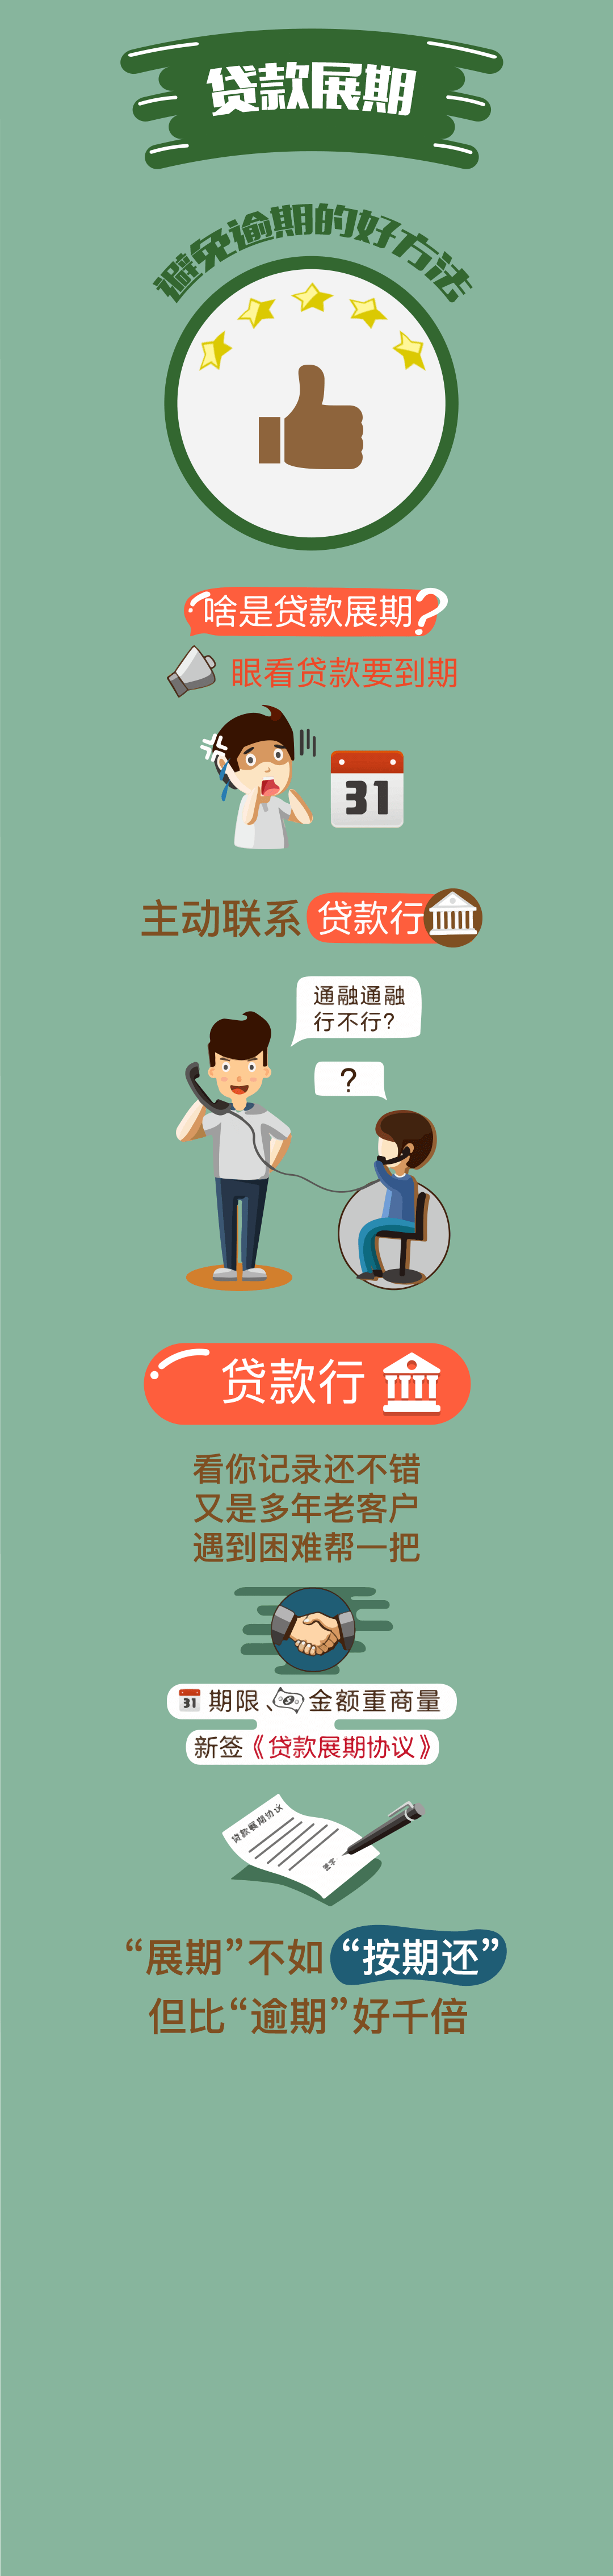 贷款展期
避免逾期的好方法
啥是贷款展期?
眼看贷款要到期
31
主动联系 贷款行
通融通融
行不行?
?
贷款行
看你记录还不错
又是多年老客户
遇到困难帮一把
31 期限、金额重商量
新签《贷款展期协议》
贷款展期协议
签字:
“展期”不如“按期还”
但比“逾期”好千倍